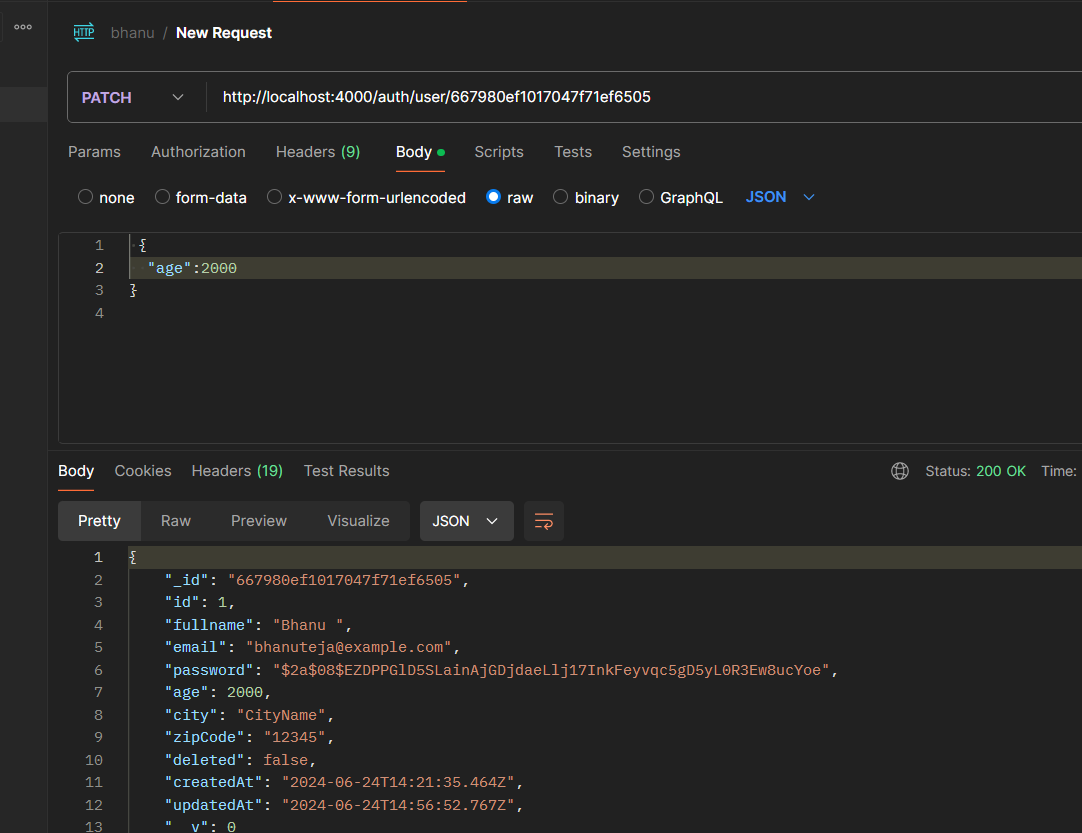 HTTP bhanu / New Request
PATCH http://localhost:4000/auth/user/667980ef1017047f71ef6505
Params Authorization Headers (9) Body Scripts Tests Settings
none form-data x-www-form-urlencoded raw binary GraphQL JSON
1 {
2 "age":2000
3 }
4
Body Cookies Headers (19) Test Results Status: 200 OK Time:
Pretty Raw Preview Visualize JSON
1 {
2 "_id": "667980ef1017047f71ef6505",
3 "id": 1,
4 "fullname": "Bhanu ",
5 "email": "bhanuteja@example.com",
6 "password": "$2a$08$EZDPPGlD5SLainAjGDjdaeLlj17InkFeyvqc5gD5yL0R3Ew8ucYoe",
7 "age": 2000,
8 "city": "CityName",
9 "zipCode": "12345",
10 "deleted": false,
11 "createdAt": "2024-06-24T14:21:35.464Z",
12 "updatedAt": "2024-06-24T14:56:52.767Z",
13 "__v": 0